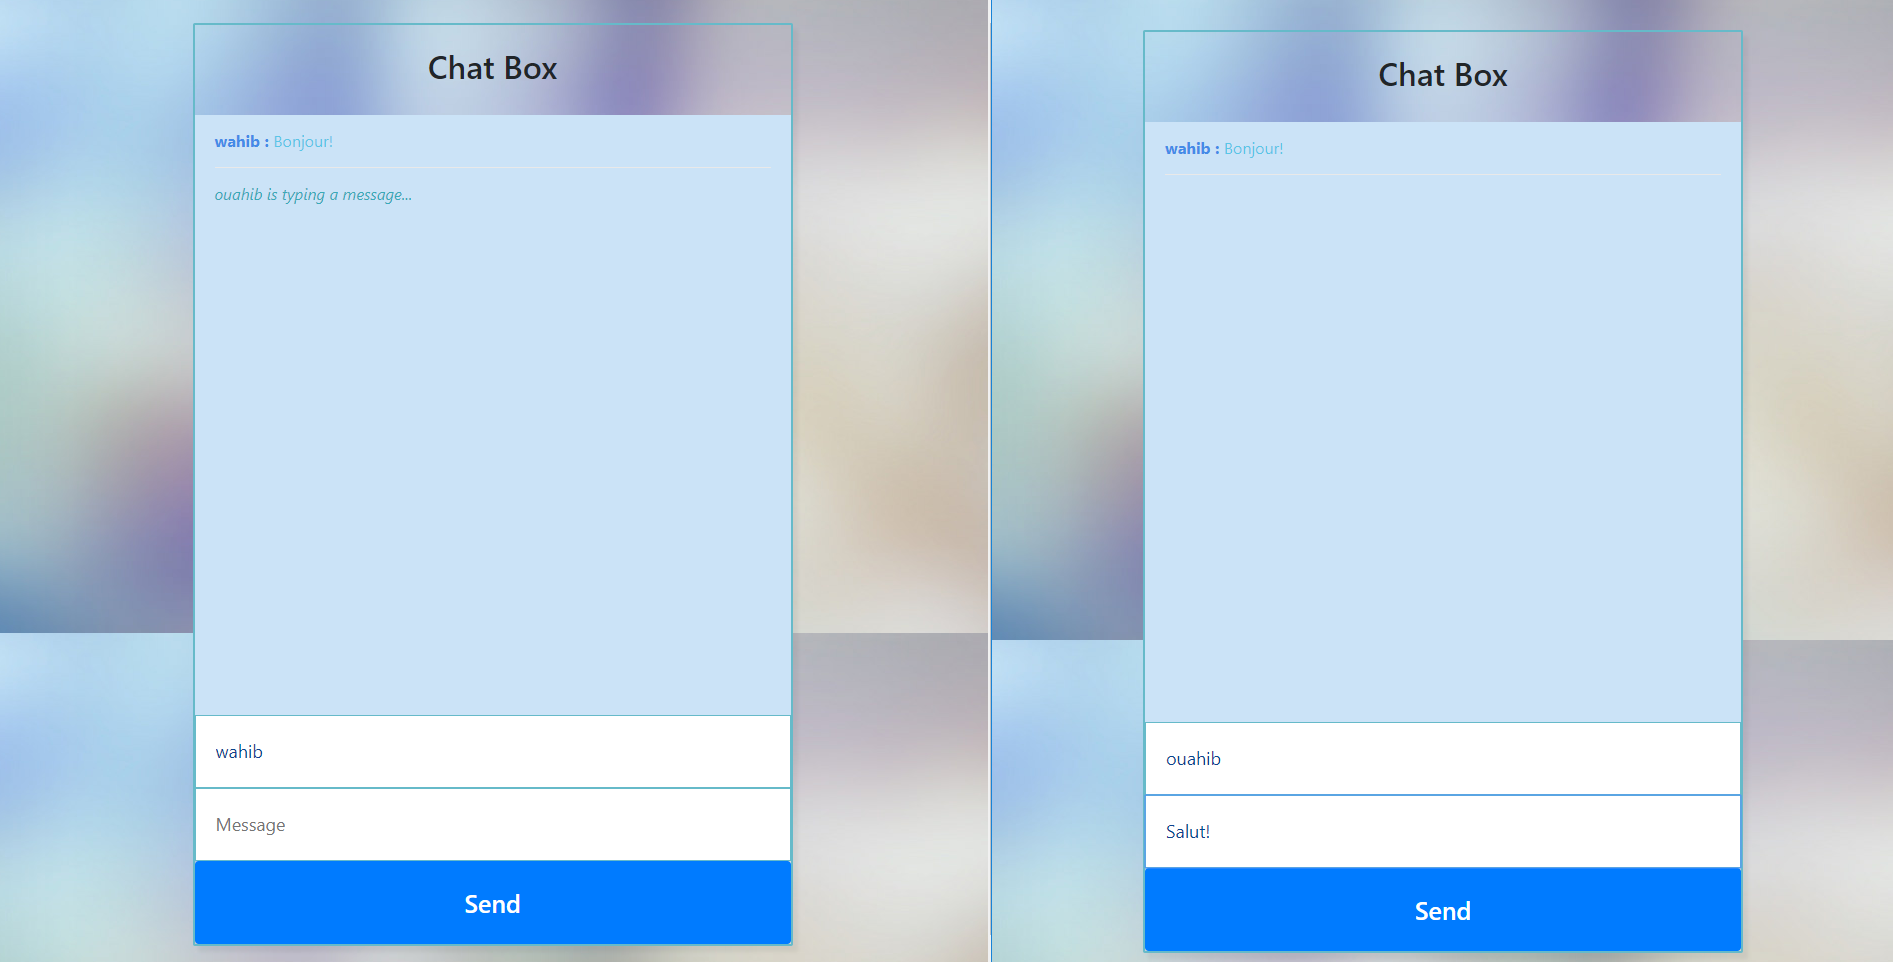 Chat Box
wahib : Bonjour!
ouahib is typing a message...
wahib
Message
Send
Chat Box
wahib : Bonjour!
ouahib
Salut!
Send